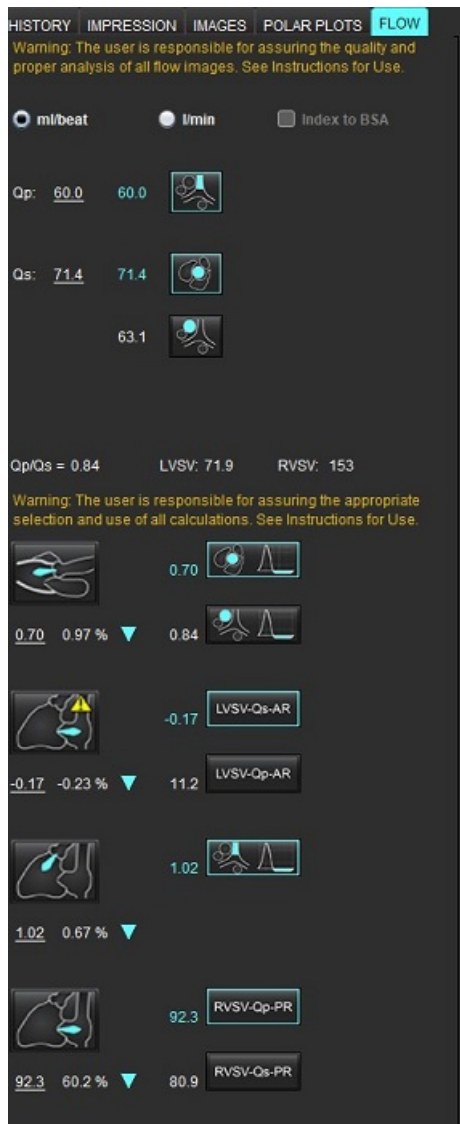 HISTORY IMPRESSION IMAGES POLAR PLOTS FLOW
Warning: The user is responsible for assuring the quality and
proper analysis of all flow images. See Instructions for Use.
ml/beat l/min Index to BSA
Qp: 60.0 60.0
Qs: 71.4 71.4
63.1
Qp/Qs = 0.84 LVSV: 71.9 RVSV: 153
Warning: The user is responsible for assuring the appropriate
selection and use of all calculations. See Instructions for Use.
0.70
0.70 0.97 % 0.84
-0.17 LVSV-Qs-AR
-0.17 -0.23 % 11.2 LVSV-Qp-AR
1.02
1.02 0.67 %
92.3 RVSV-Qp-PR
92.3 60.2 % 80.9 RVSV-Qs-PR